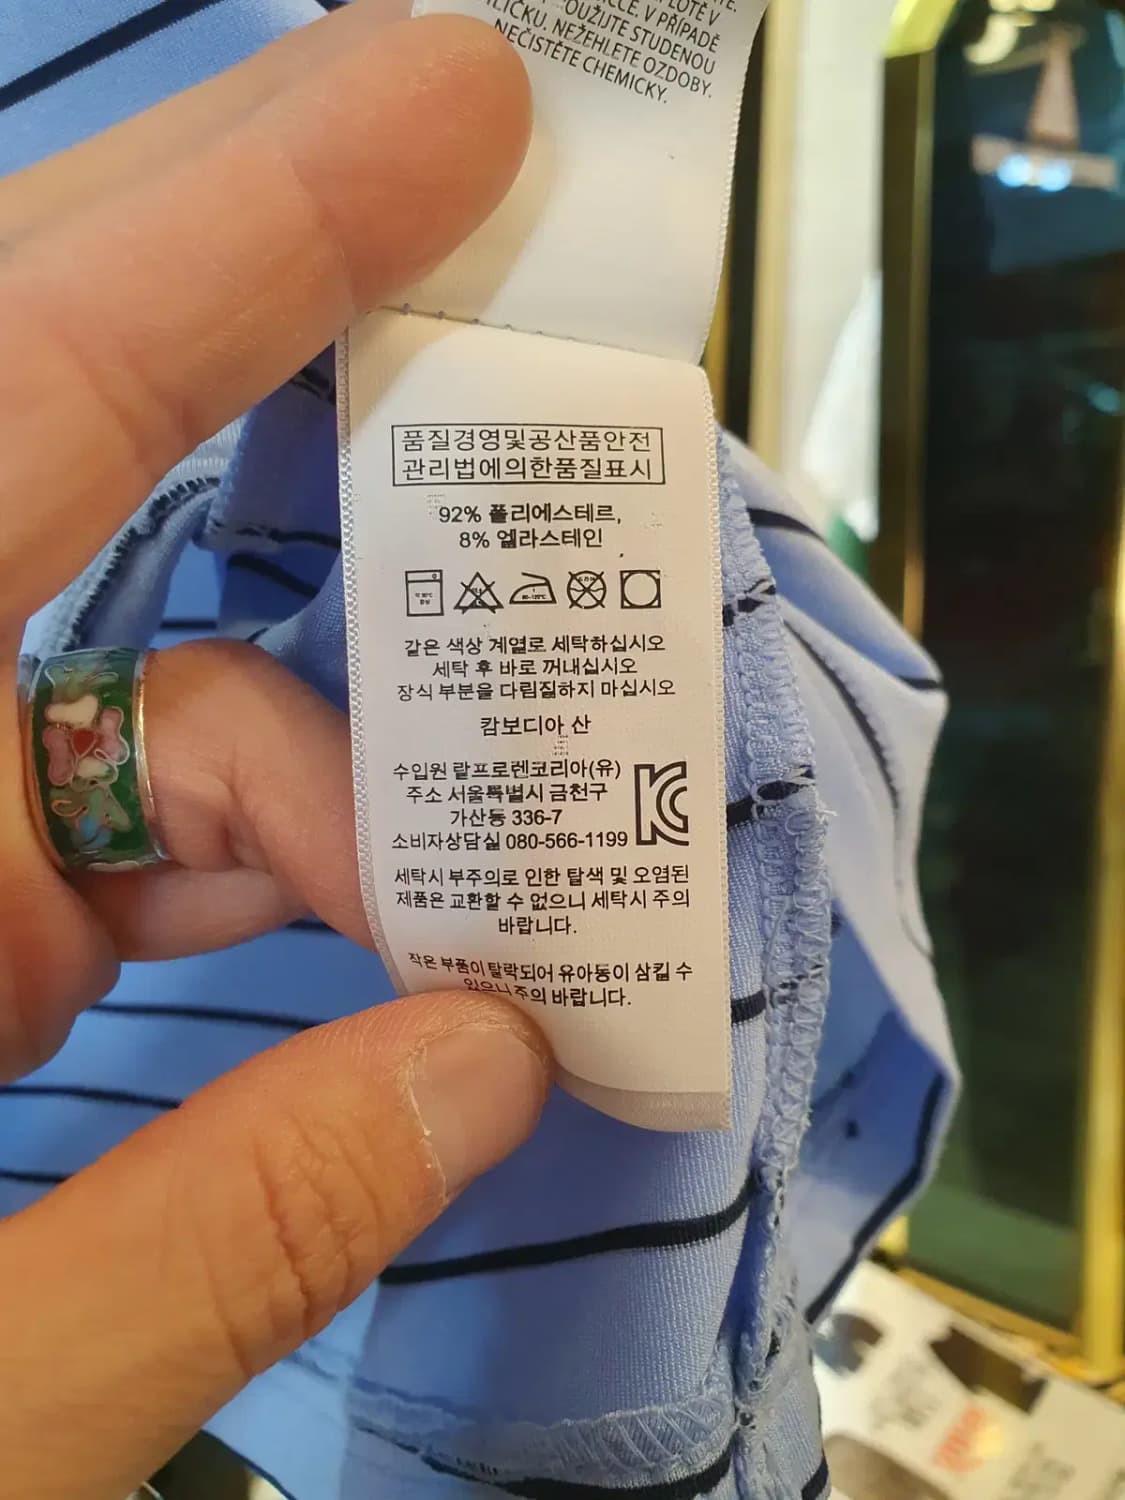 LOTĚ V
V PŘÍPADĚ
POUŽIJTE STUDENOU
NEŽEHLETE OZDOBY.
NEČISTĚTE CHEMICKY.
품질경영및공산품안전
관리법에의한품질표시
92% 폴리에스테르,
8% 엘라스테인
같은 색상 계열로 세탁하십시오
세탁 후 바로 꺼내십시오
장식 부분을 다림질하지 마십시오
캄보디아 산
수입원 랄프로렌코리아(유)
주소 서울특별시 금천구
가산동 336-7
소비자상담실 080-566-1199
세탁시 부주의로 인한 탈색 및 오염된
제품은 교환할 수 없으니 세탁시 주의
바랍니다.
작은 부품이 탈락되어 유아동이 삼킬 수
있으니 주의 바랍니다.